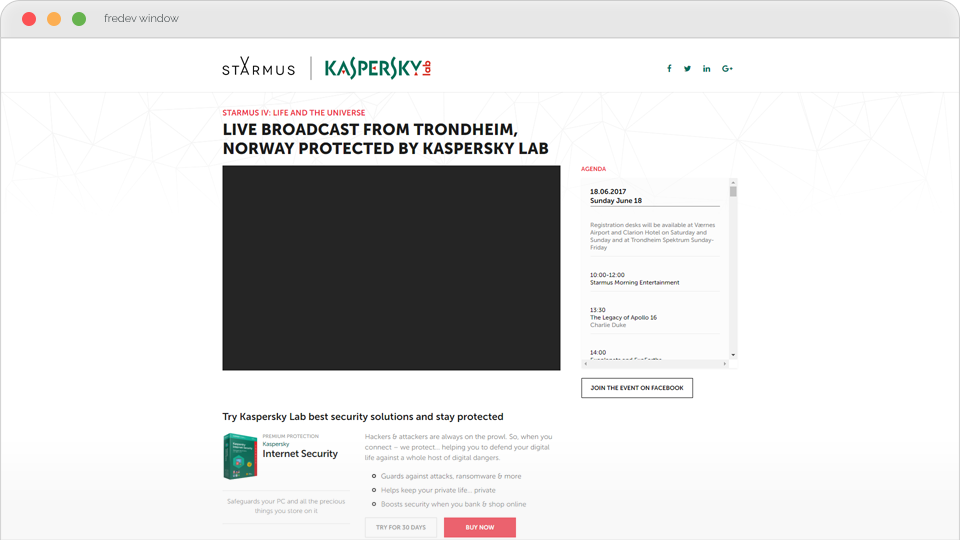 fredev window
STARMUS
KASPERSKY lab
STARMUS IV: LIFE AND THE UNIVERSE
LIVE BROADCAST FROM TRONDHEIM,
NORWAY PROTECTED BY KASPERSKY LAB
AGENDA
18.06.2017
Sunday June 18
Registration desks will be available at Værnes
Airport and Clarion Hotel on Saturday and
Sunday and at Trondheim Spektrum Sunday-
Friday
10:00-12:00
Starmus Morning Entertainment
13:30
The Legacy of Apollo 16
Charlie Duke
14:00
JOIN THE EVENT ON FACEBOOK
Try Kaspersky Lab best security solutions and stay protected
PREMIUM PROTECTION
Kaspersky
Internet Security
Safeguards your PC and all the precious
things you store on it
Hackers & attackers are always on the prowl. So, when you
connect – we protect... helping you to defend your digital
life against a whole host of digital dangers.
Guards against attacks, ransomware & more
Helps keep your private life... private
Boosts security when you bank & shop online
TRY FOR 30 DAYS
BUY NOW